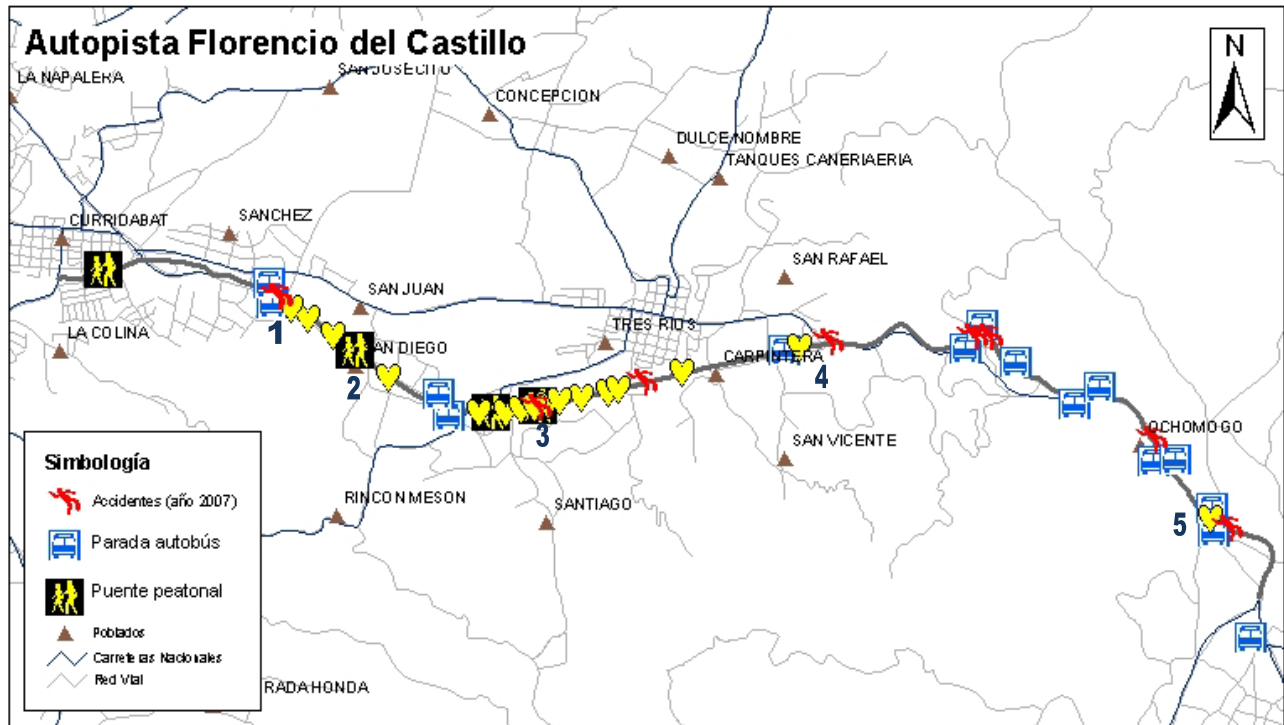 Autopista Florencio del Castillo
N
LA NAPALERA
SAN JOSECITO
CONCEPCION
DULCE NOMBRE
TANQUES CANERIAERIA
CURRIDABAT
SANCHEZ
SAN RAFAEL
SAN JUAN
1
LA COLINA
TRES RIOS
SAN DIEGO
CARPINTERA
4
2
3
OCHOMOGO
SAN VICENTE
RINCON MESON
SANTIAGO
5
Simbología
Accidentes (año 2007)
Parada autobús
Puente peatonal
Poblados
Carreteras Nacionales
Red Vial
RADA HONDA